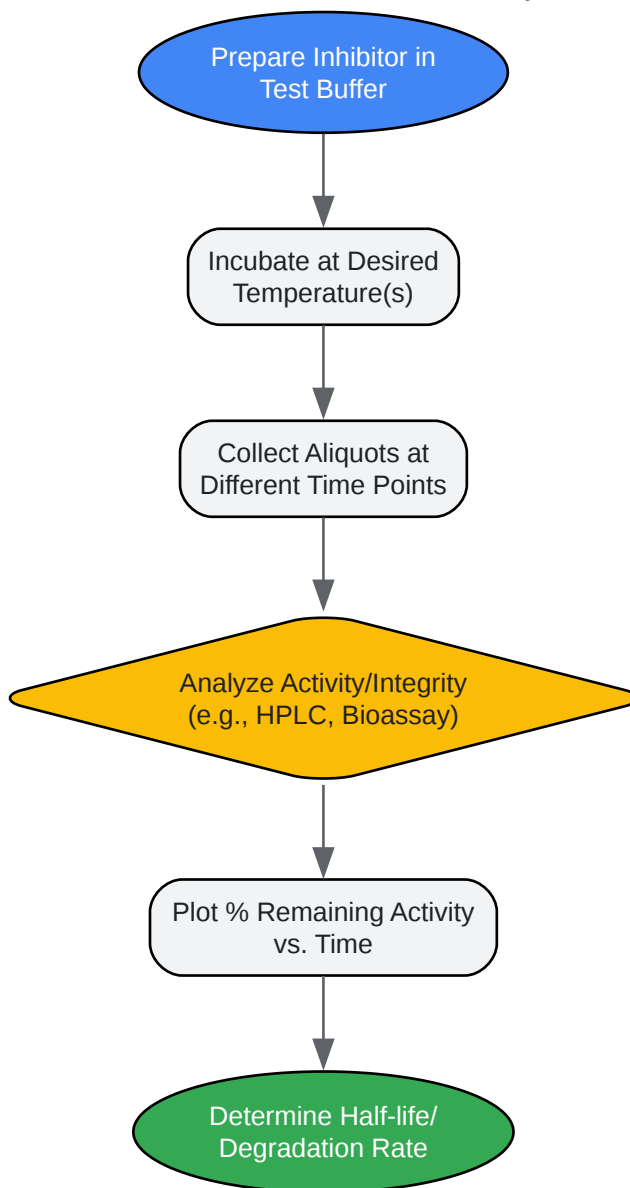 Prepare Inhibitor in
Test Buffer
Incubate at Desired
Temperature(s)
Collect Aliquots at
Different Time Points
Analyze Activity/Integrity
(e.g., HPLC, Bioassay)
Plot % Remaining Activity
vs. Time
Determine Half-life/
Degradation Rate